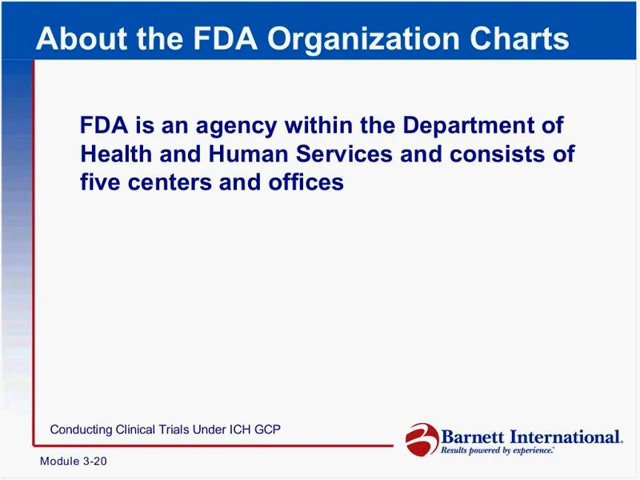 About the FDA Organization Charts
FDA is an agency within the Department of
Health and Human Services and consists of
five centers and offices
Conducting Clinical Trials Under ICH GCP
Barnett International.
Results powered by experience.™
Module 3-20